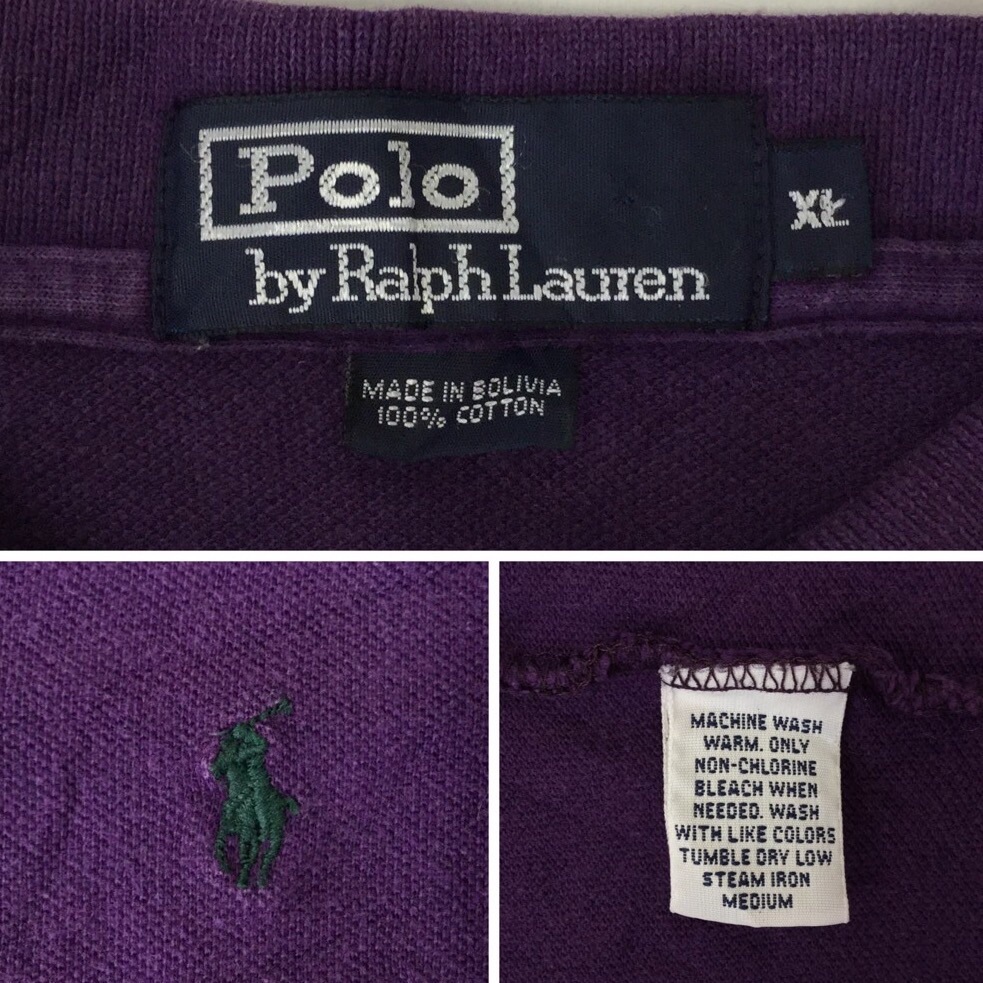 Polo
by Ralph Lauren
XL
MADE IN BOLIVIA
100% COTTON
MACHINE WASH
WARM. ONLY
NON-CHLORINE
BLEACH WHEN
NEEDED. WASH
WITH LIKE COLORS
TUMBLE DRY LOW
STEAM IRON
MEDIUM